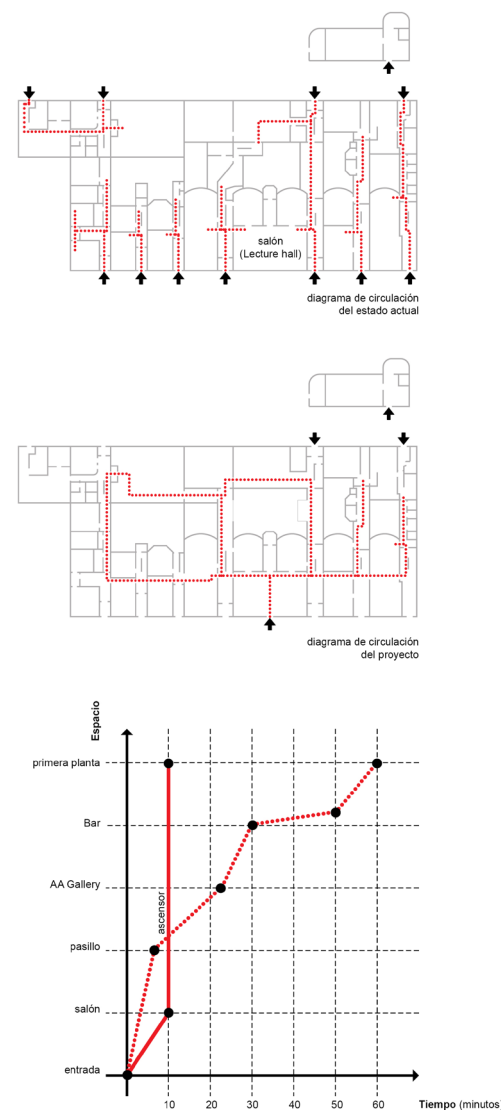 salón
(Lecture hall)
diagrama de circulación
del estado actual
diagrama de circulación
del proyecto
Espacio
primera planta
Bar
AA Gallery
ascensor
pasillo
salón
entrada
10 20 30 40 50 60 Tiempo (minutos